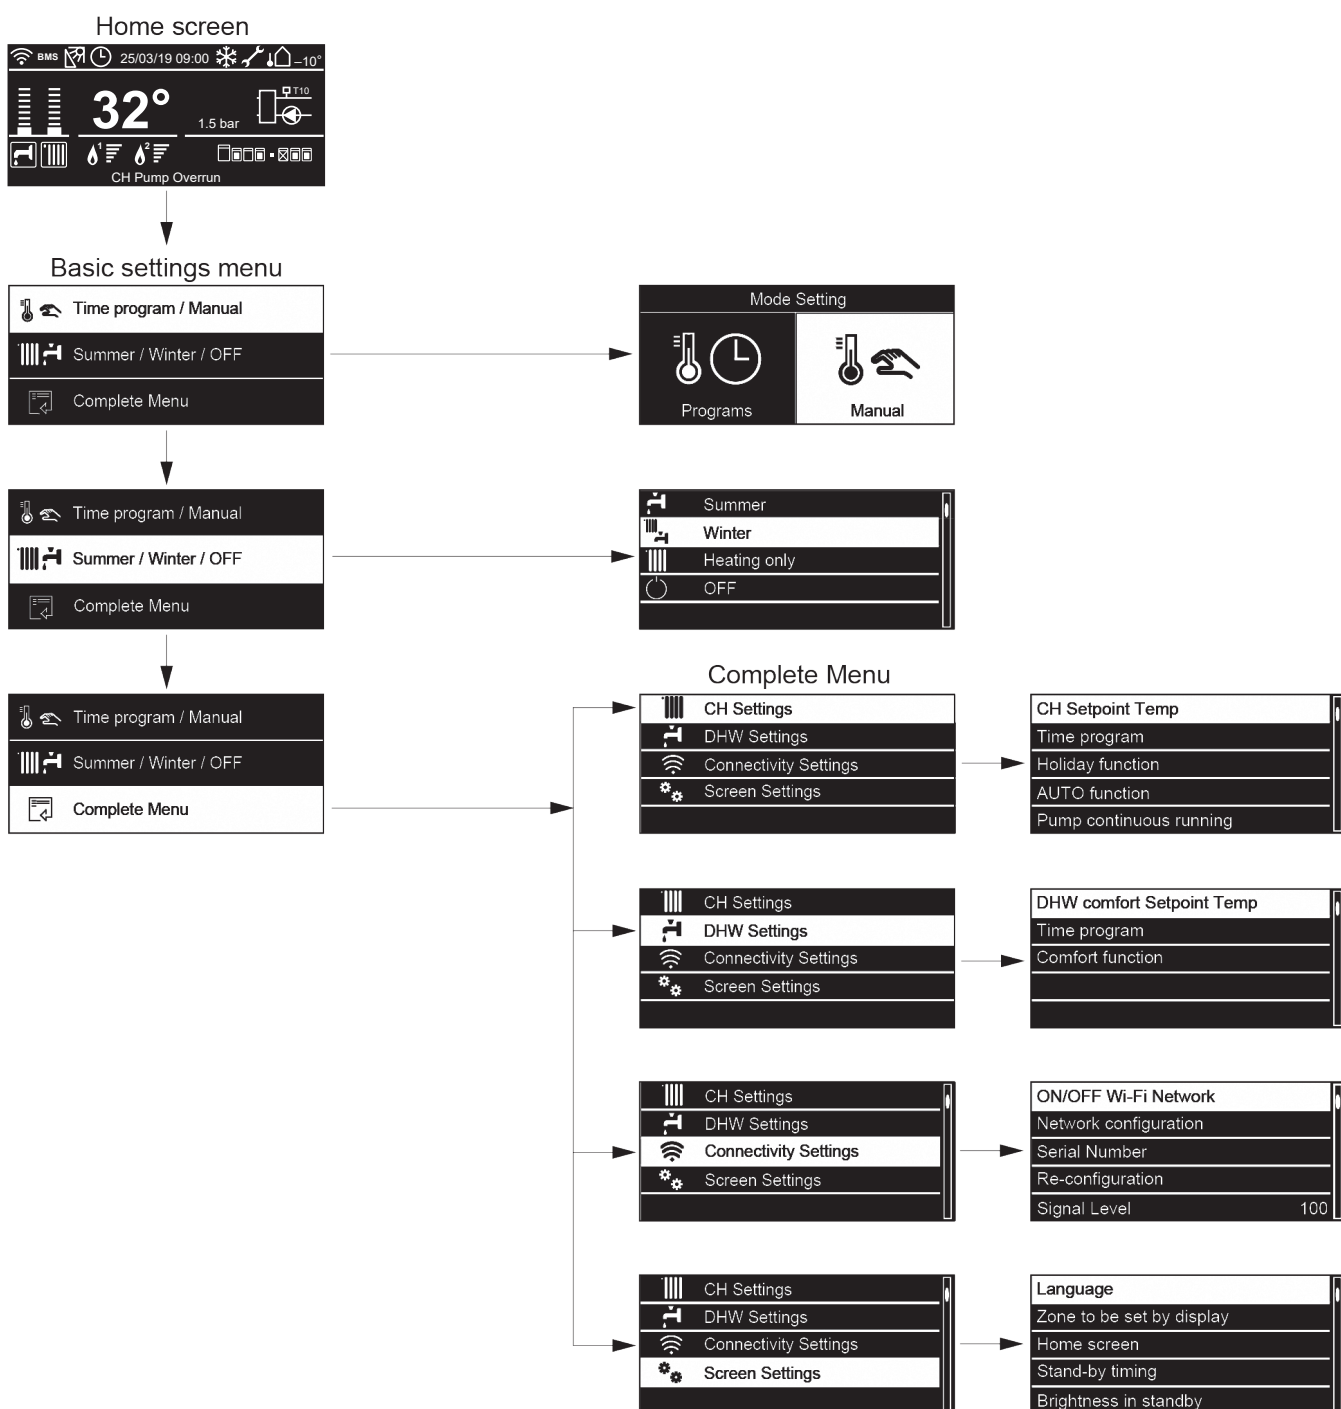 Home screen
BMS 25/03/19 09:00 –10°
32° 1.5 bar T10
1 2
CH Pump Overrun
Basic settings menu
Time program / Manual
Summer / Winter / OFF
Complete Menu
Mode Setting
Programs Manual
Time program / Manual
Summer / Winter / OFF
Complete Menu
Summer
Winter
Heating only
OFF
Time program / Manual
Summer / Winter / OFF
Complete Menu
Complete Menu
CH Settings
DHW Settings
Connectivity Settings
Screen Settings
CH Setpoint Temp
Time program
Holiday function
AUTO function
Pump continuous running
CH Settings
DHW Settings
Connectivity Settings
Screen Settings
DHW comfort Setpoint Temp
Time program
Comfort function
CH Settings
DHW Settings
Connectivity Settings
Screen Settings
ON/OFF Wi-Fi Network
Network configuration
Serial Number
Re-configuration
Signal Level 100
CH Settings
DHW Settings
Connectivity Settings
Screen Settings
Language
Zone to be set by display
Home screen
Stand-by timing
Brightness in standby